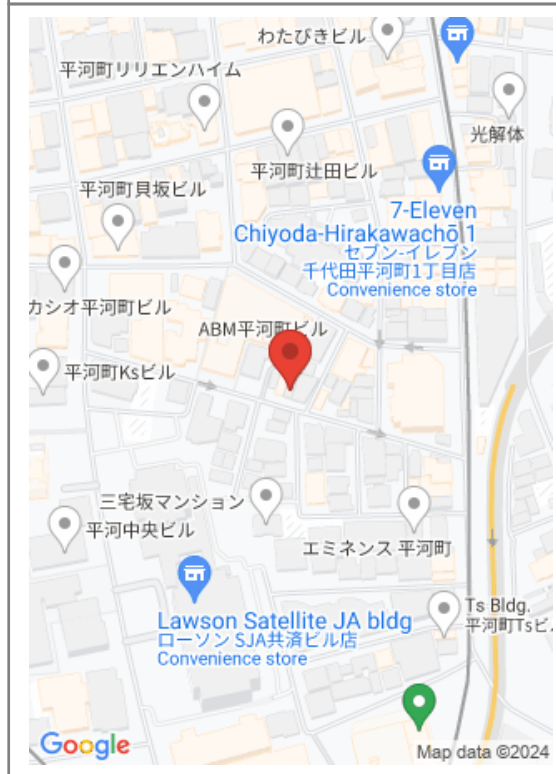 わたびきビル
平河町リリエンハイム
光解体
平河町辻田ビル
平河町貝坂ビル
7-Eleven
Chiyoda-Hirakawachō 1
セブン-イレブン
千代田平河町1丁目店
Convenience store
カシオ平河町ビル
ABM平河町ビル
平河町Ksビル
三宅坂マンション
平河中央ビル
エミネンス 平河町
Lawson Satellite JA bldg
ローソン SJA共済ビル店
Convenience store
Ts Bldg.
平河町Tsビ
Google
Map data ©2024